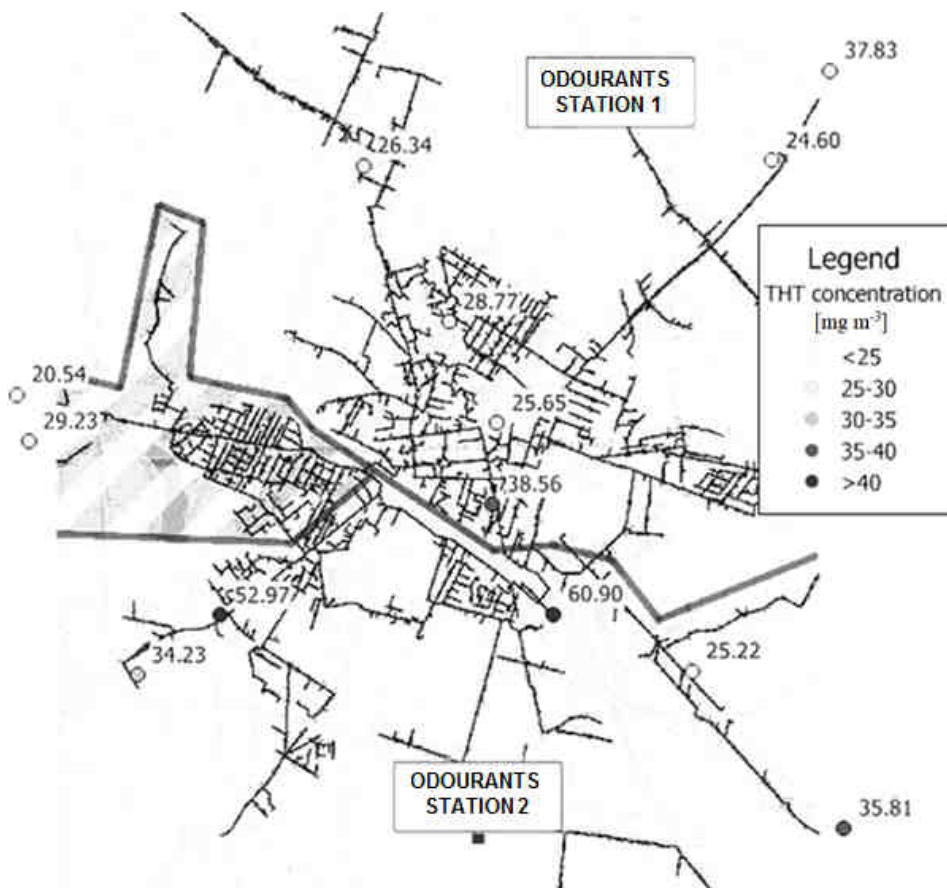 37.83
ODOURANTS
STATION 1
24.60
26.34
Legend
THT concentration
[mg m-3]
<25
25-30
30-35
35-40
>40
28.77
20.54
29.23
25.65
38.56
52.97
60.90
34.23
25.22
ODOURANTS
STATION 2
35.81